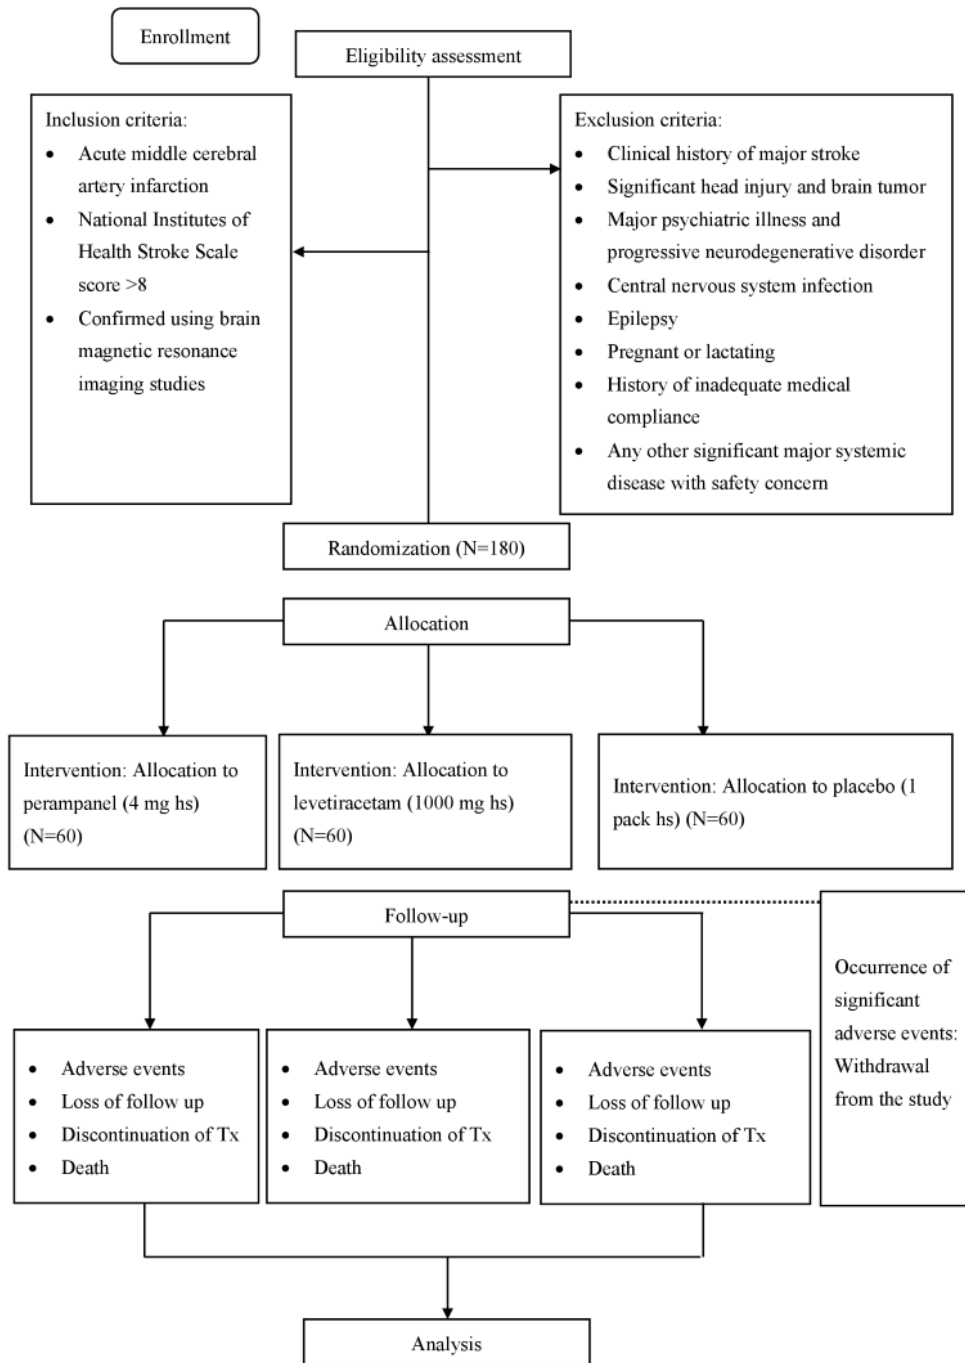 Enrollment
Eligibility assessment
Inclusion criteria:
• Acute middle cerebral
artery infarction
• National Institutes of
Health Stroke Scale
score >8
• Confirmed using brain
magnetic resonance
imaging studies
Exclusion criteria:
• Clinical history of major stroke
• Significant head injury and brain tumor
• Major psychiatric illness and
progressive neurodegenerative disorder
• Central nervous system infection
• Epilepsy
• Pregnant or lactating
• History of inadequate medical
compliance
• Any other significant major systemic
disease with safety concern
Randomization (N=180)
Allocation
Intervention: Allocation to
perampanel (4 mg hs)
(N=60)
Intervention: Allocation to
levetiracetam (1000 mg hs)
(N=60)
Intervention: Allocation to placebo (1
pack hs) (N=60)
Follow-up
Occurrence of
significant
adverse events:
Withdrawal
from the study
• Adverse events
• Loss of follow up
• Discontinuation of Tx
• Death
• Adverse events
• Loss of follow up
• Discontinuation of Tx
• Death
• Adverse events
• Loss of follow up
• Discontinuation of Tx
• Death
Analysis